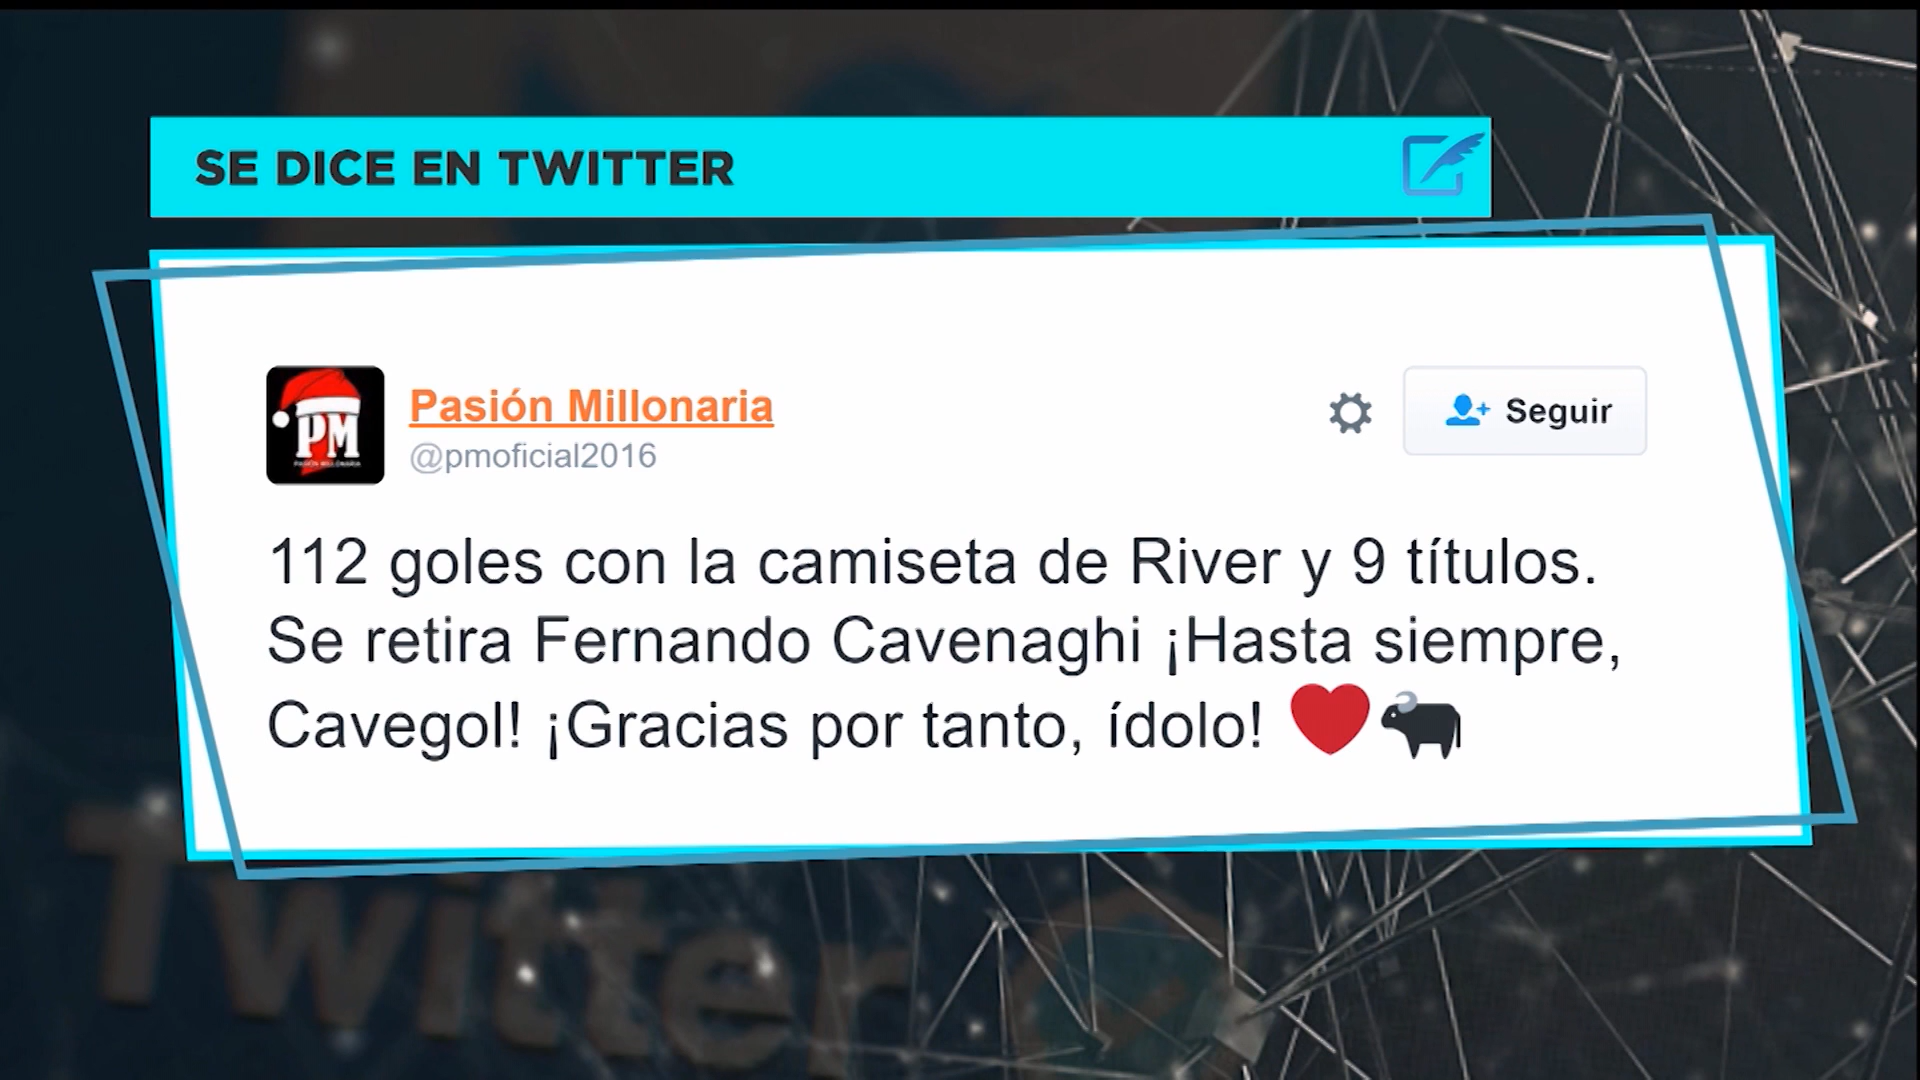 SE DICE EN TWITTER
PM
Pasión Millonaria
@pmoficial2016
Seguir
112 goles con la camiseta de River y 9 títulos.
Se retira Fernando Cavenaghi ¡Hasta siempre,
Cavegol! ¡Gracias por tanto, ídolo! ❤️🐃
Twitter